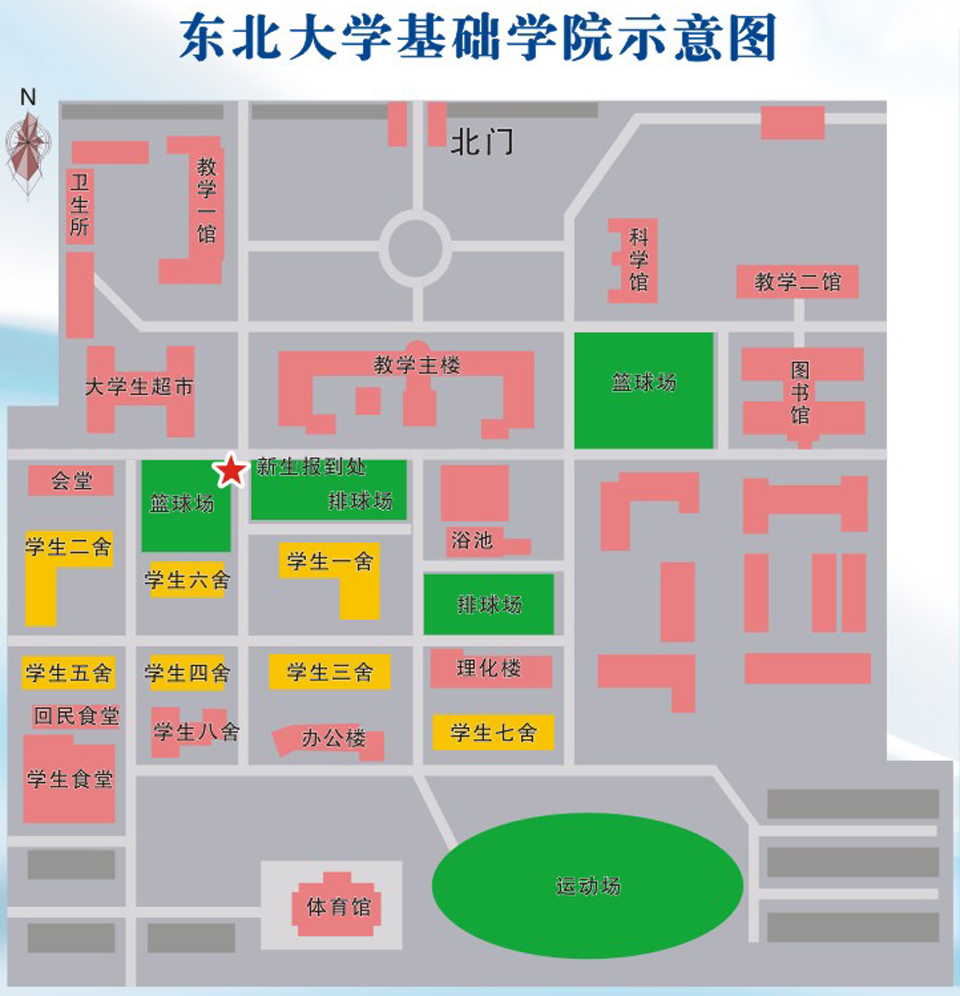 东北大学基础学院示意图
N
北门
卫生所
教学一馆
科学馆
教学二馆
教学主楼
大学生超市
篮球场
图书馆
新生报到处
会堂
篮球场
排球场
学生二舍
浴池
学生一舍
学生六舍
排球场
学生五舍
学生四舍
学生三舍
理化楼
回民食堂
学生八舍
办公楼
学生七舍
学生食堂
体育馆
运动场